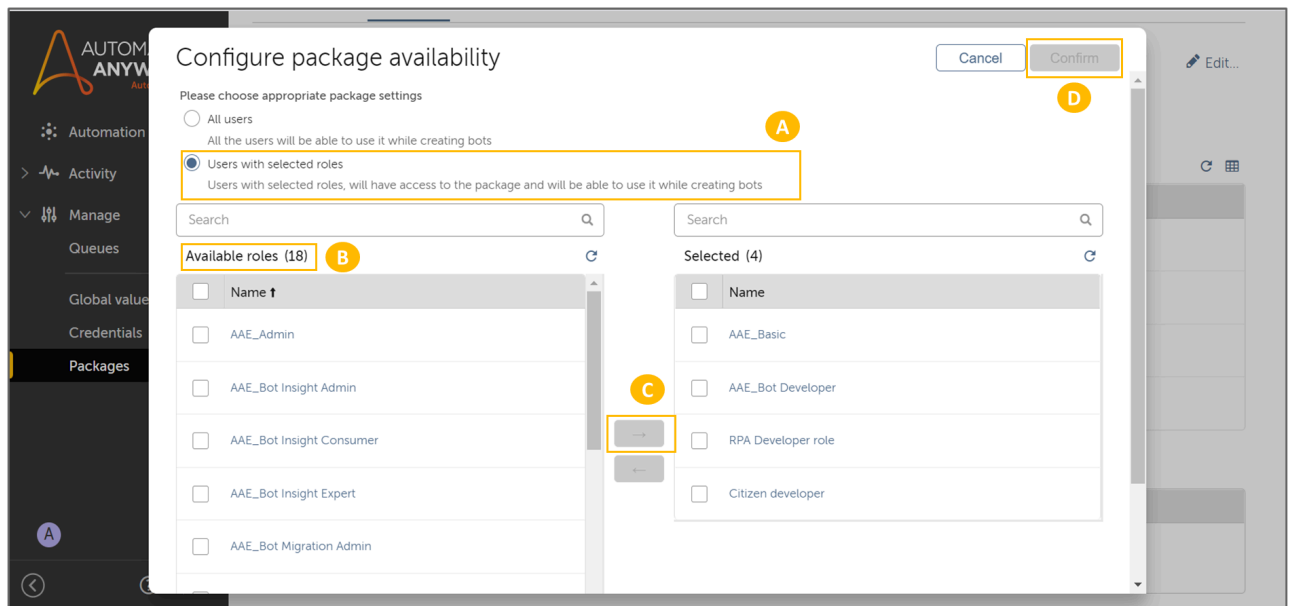 AUTOM
ANYW
Auto
Automation
Activity
Manage
Queues
Global value
Credentials
Packages
A
Configure package availability
Cancel
Confirm
D
Edit...
Please choose appropriate package settings
All users
All the users will be able to use it while creating bots
A
Users with selected roles
Users with selected roles, will have access to the package and will be able to use it while creating bots
Search
Available roles (18)
B
Name ↑
AAE_Admin
AAE_Bot Insight Admin
AAE_Bot Insight Consumer
AAE_Bot Insight Expert
AAE_Bot Migration Admin
C
→
←
Search
Selected (4)
Name
AAE_Basic
AAE_Bot Developer
RPA Developer role
Citizen developer